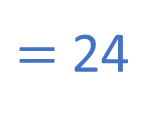 = 24